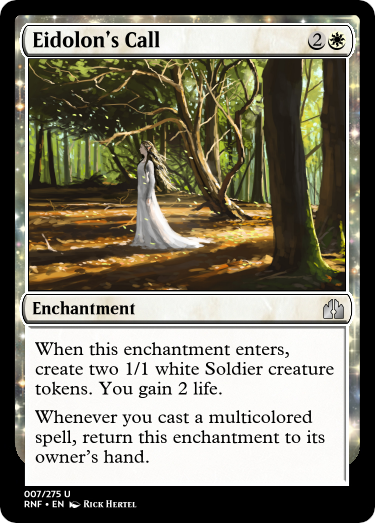 Eidolon's Call 2
Enchantment
When this enchantment enters,
create two 1/1 white Soldier creature
tokens. You gain 2 life.
Whenever you cast a multicolored
spell, return this enchantment to its
owner's hand.
007/275 U
RNF • EN Rick Hertel